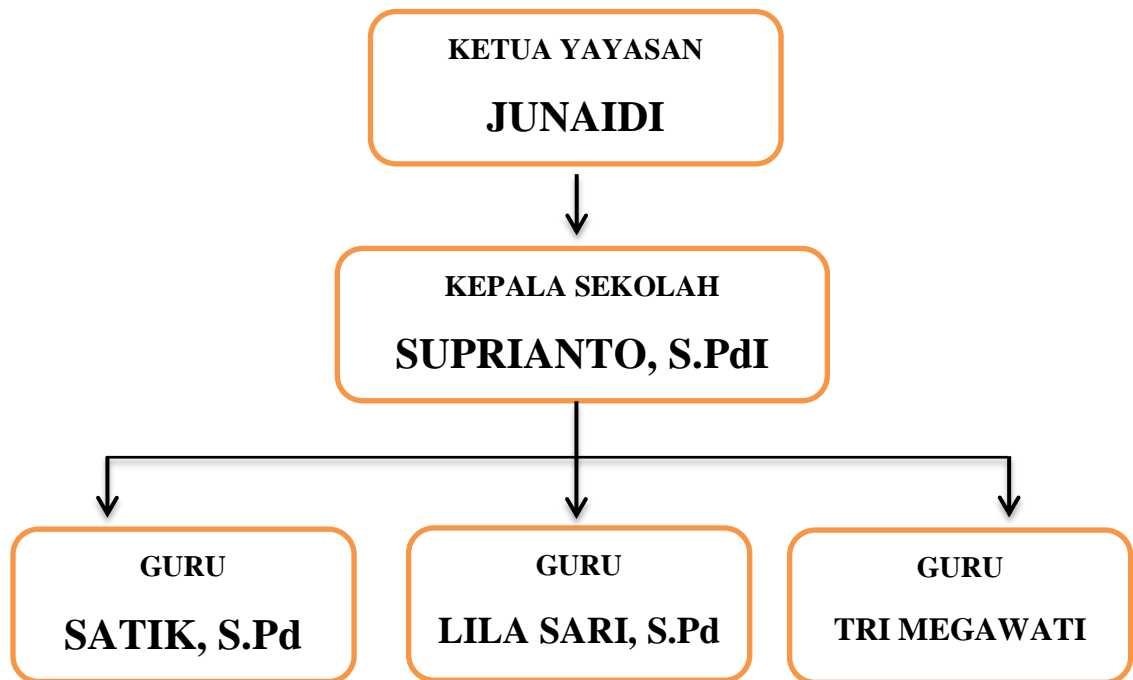 KETUA YAYASAN
JUNAIDI
KEPALA SEKOLAH
SUPRIANTO, S.PdI
GURU
SATIK, S.Pd
GURU
LILA SARI, S.Pd
GURU
TRI MEGAWATI